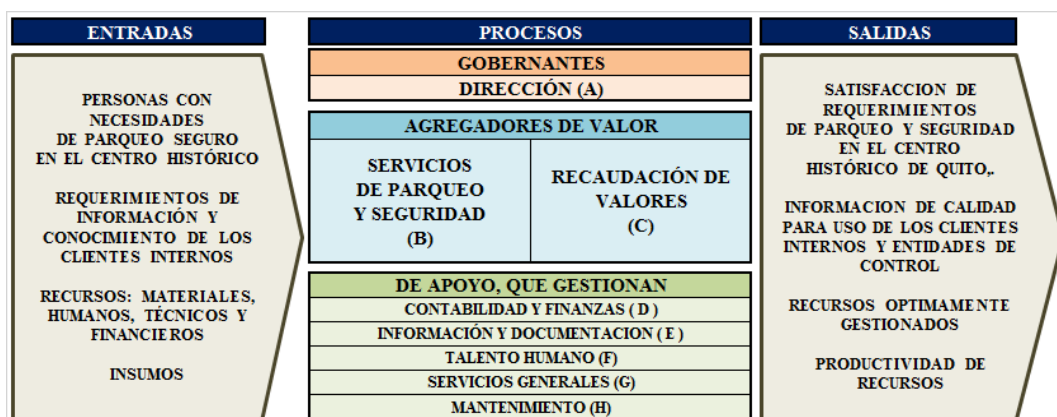 ENTRADAS
PERSONAS CON
NECESIDADES
DE PARQUEO SEGURO
EN EL CENTRO HISTÓRICO
REQUERIMIENTOS DE
INFORMACIÓN Y
CONOCIMIENTO DE LOS
CLIENTES INTERNOS
RECURSOS: MATERIALES,
HUMANOS, TÉCNICOS Y
FINANCIEROS
INSUMOS
PROCESOS
GOBERNANTES
DIRECCIÓN (A)
AGREGADORES DE VALOR
SERVICIOS
DE PARQUEO
Y SEGURIDAD
(B)
RECAUDACIÓN DE
VALORES
(C)
DE APOYO, QUE GESTIONAN
CONTABILIDAD Y FINANZAS ( D )
INFORMACIÓN Y DOCUMENTACION ( E )
TALENTO HUMANO (F)
SERVICIOS GENERALES (G)
MANTENIMIENTO (H)
SALIDAS
SATISFACCION DE
REQUERIMIENTOS
DE PARQUEO Y SEGURIDAD
EN EL CENTRO
HISTÓRICO DE QUITO,.
INFORMACION DE CALIDAD
PARA USO DE LOS CLIENTES
INTERNOS Y ENTIDADES DE
CONTROL
RECURSOS OPTIMAMENTE
GESTIONADOS
PRODUCTIVIDAD DE
RECURSOS